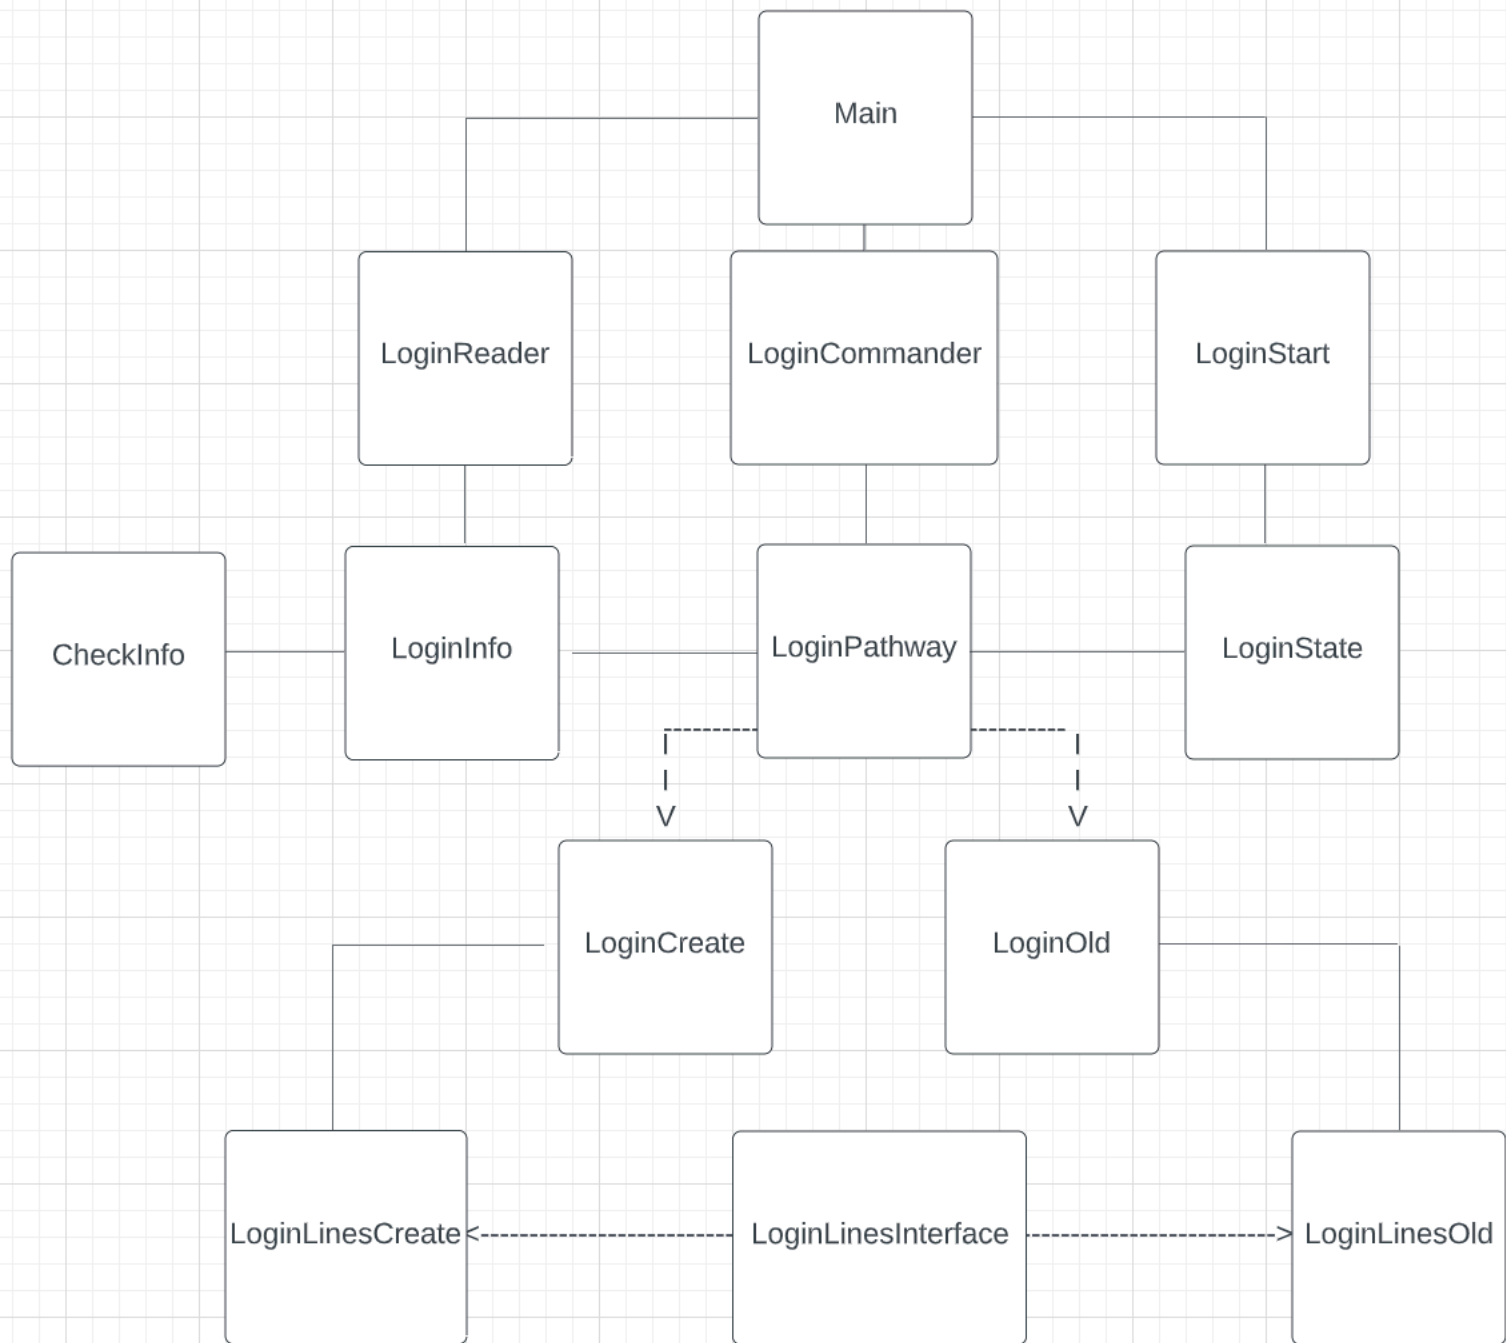 Main
LoginReader
LoginCommander
LoginStart
CheckInfo
LoginInfo
LoginPathway
LoginState
LoginCreate
LoginOld
LoginLinesCreate
LoginLinesInterface
LoginLinesOld